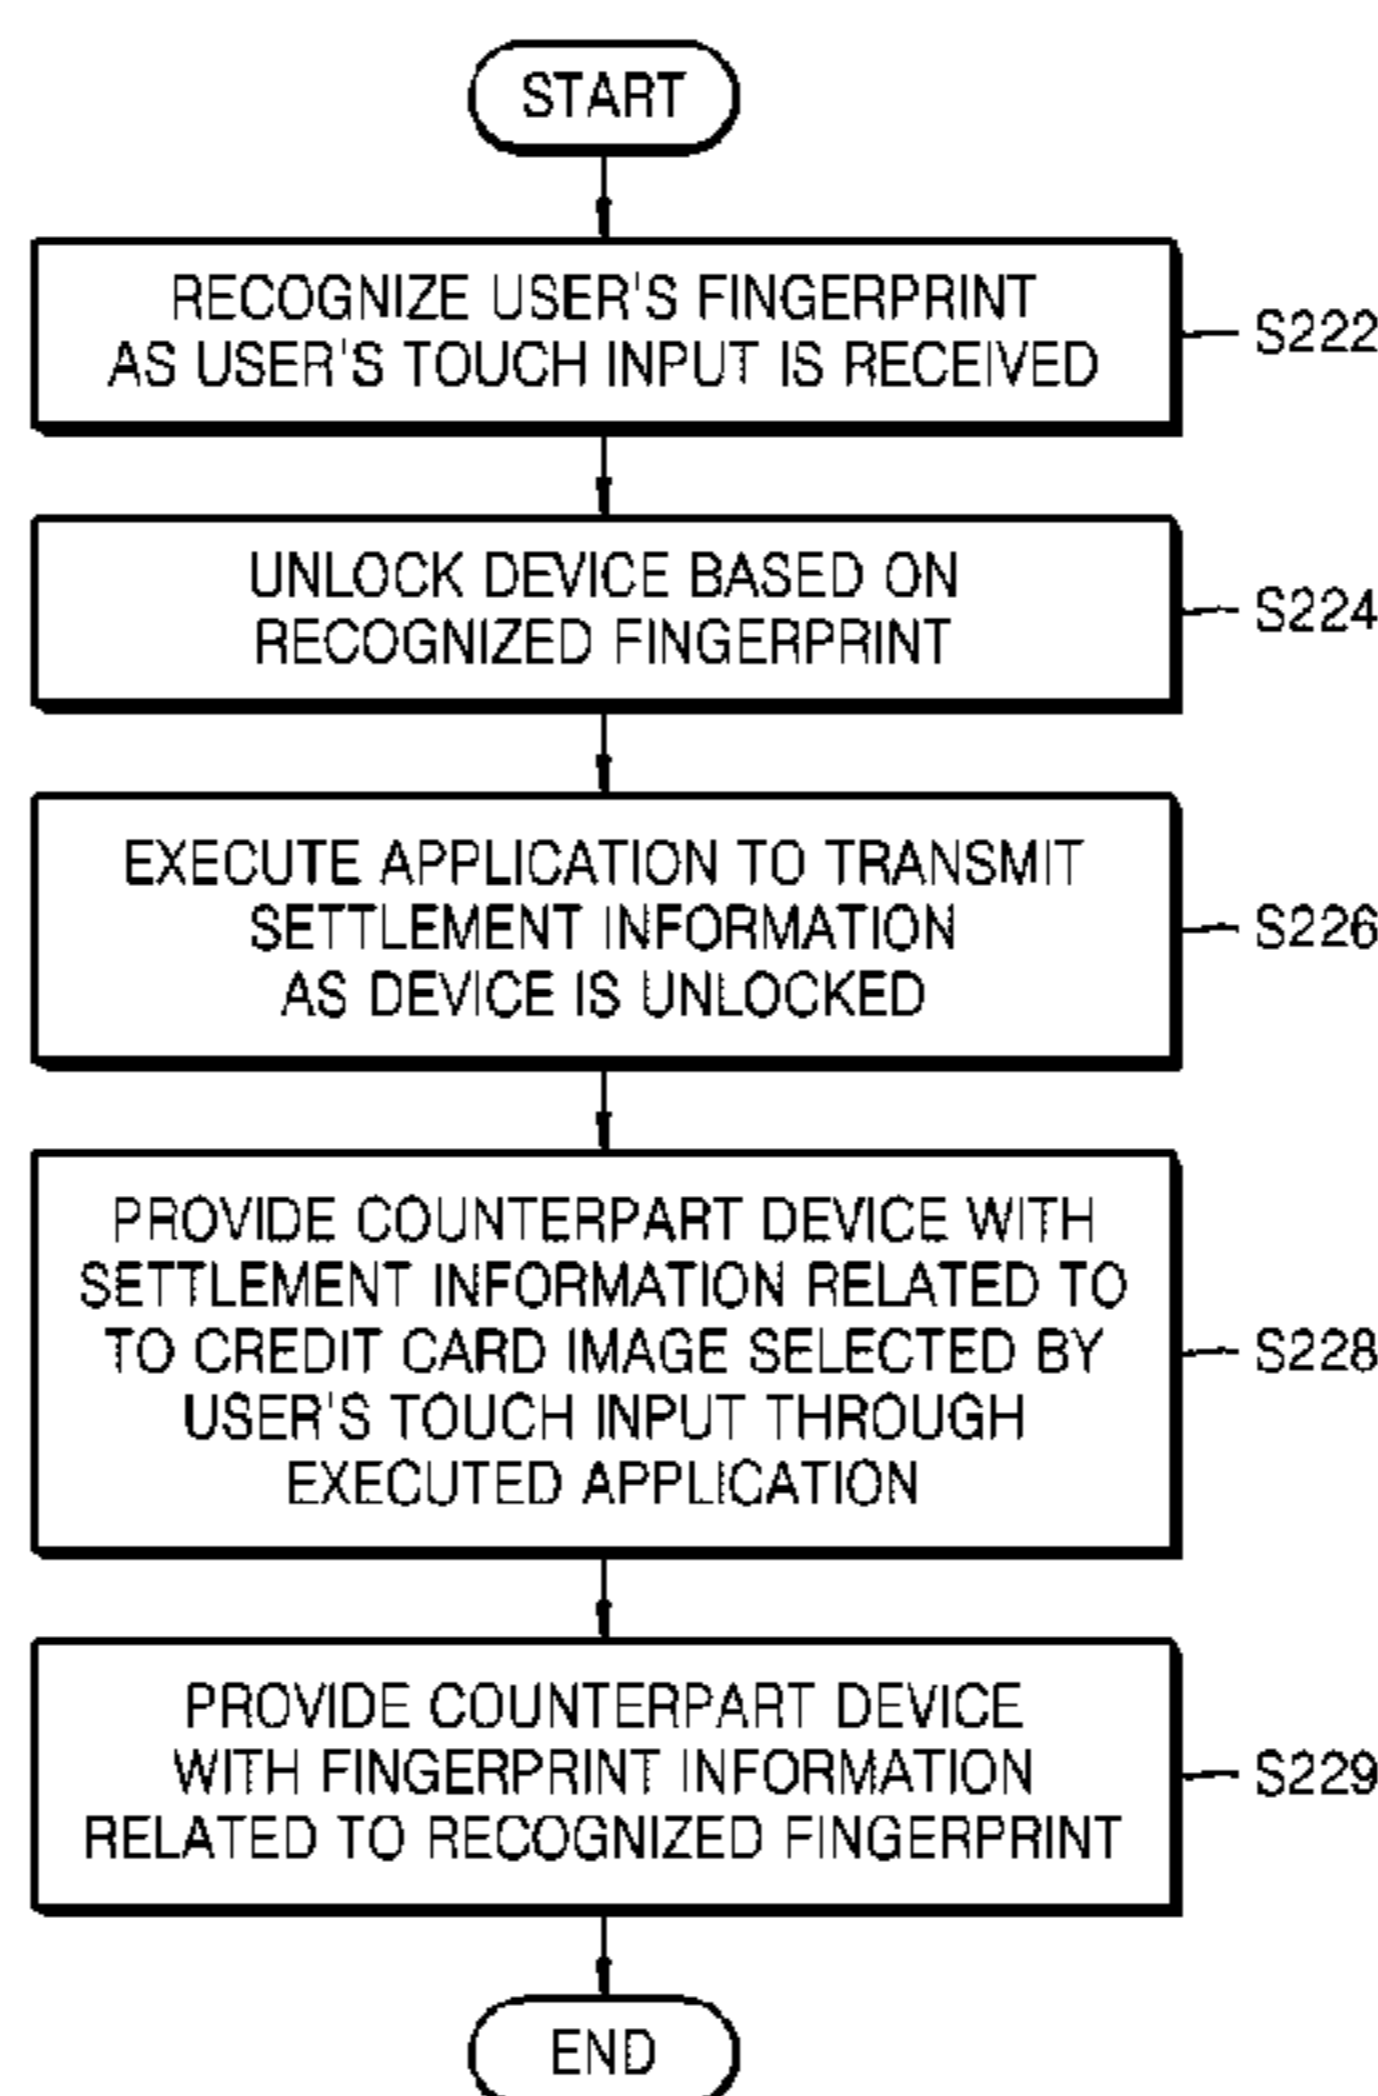 START
RECOGNIZE USER'S FINGERPRINT
AS USER'S TOUCH INPUT IS RECEIVED
S222
UNLOCK DEVICE BASED ON
RECOGNIZED FINGERPRINT
S224
EXECUTE APPLICATION TO TRANSMIT
SETTLEMENT INFORMATION
AS DEVICE IS UNLOCKED
S226
PROVIDE COUNTERPART DEVICE WITH
SETTLEMENT INFORMATION RELATED TO
TO CREDIT CARD IMAGE SELECTED BY
USER'S TOUCH INPUT THROUGH
EXECUTED APPLICATION
S228
PROVIDE COUNTERPART DEVICE
WITH FINGERPRINT INFORMATION
RELATED TO RECOGNIZED FINGERPRINT
S229
END